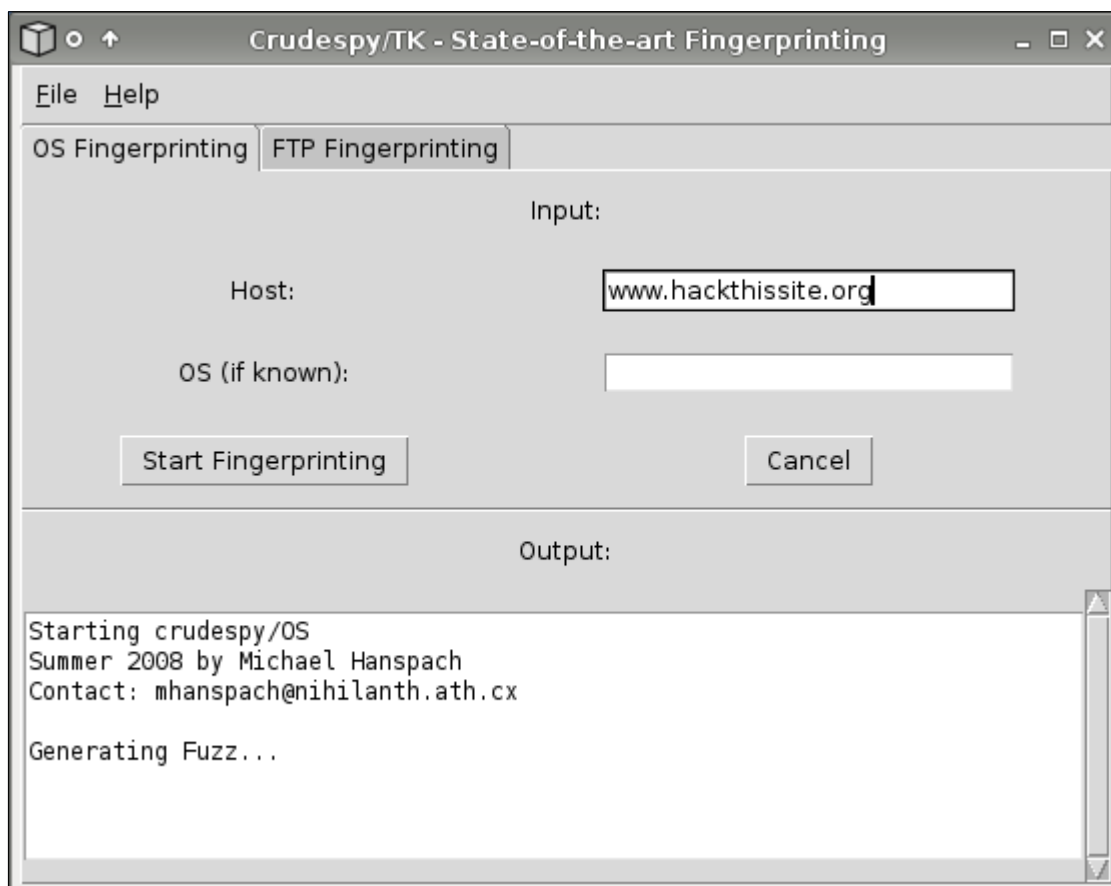 Crudespy/TK - State-of-the-art Fingerprinting
File Help
OS Fingerprinting FTP Fingerprinting
Input:
Host: www.hackthissite.org
OS (if known):
Start Fingerprinting Cancel
Output:
Starting crudespy/OS
Summer 2008 by Michael Hanspach
Contact: mhanspach@nihilanth.ath.cx
Generating Fuzz...